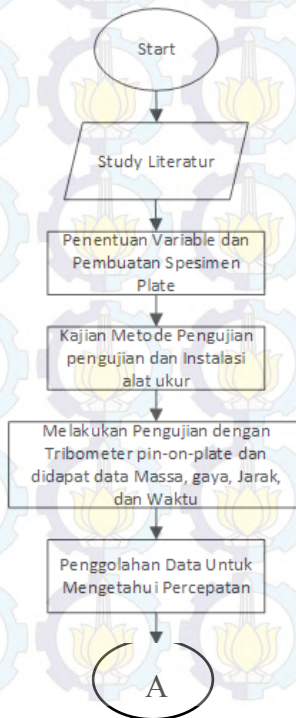 Start
Study Literatur
Penentuan Variable dan
Pembuatan Spesimen
Plate
Kajian Metode Pengujian
pengujian dan Instalasi
alat ukur
Melakukan Pengujian dengan
Tribometer pin-on-plate dan
didapat data Massa, gaya, Jarak,
dan Waktu
Penggolahan Data Untuk
Mengetahui Percepatan
A